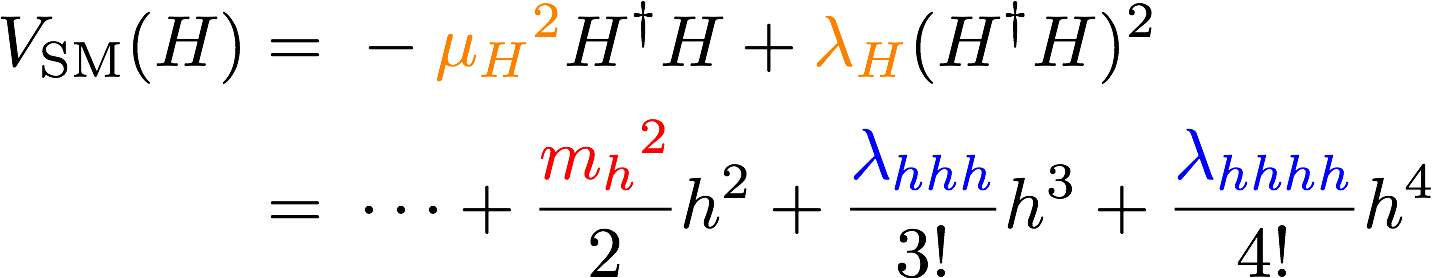 V_SM(H) = − μ_H² H†H + λ_H(H†H)²
= ⋯ + m_h²/2 h² + λ_hhh/3! h³ + λ_hhhh/4! h⁴